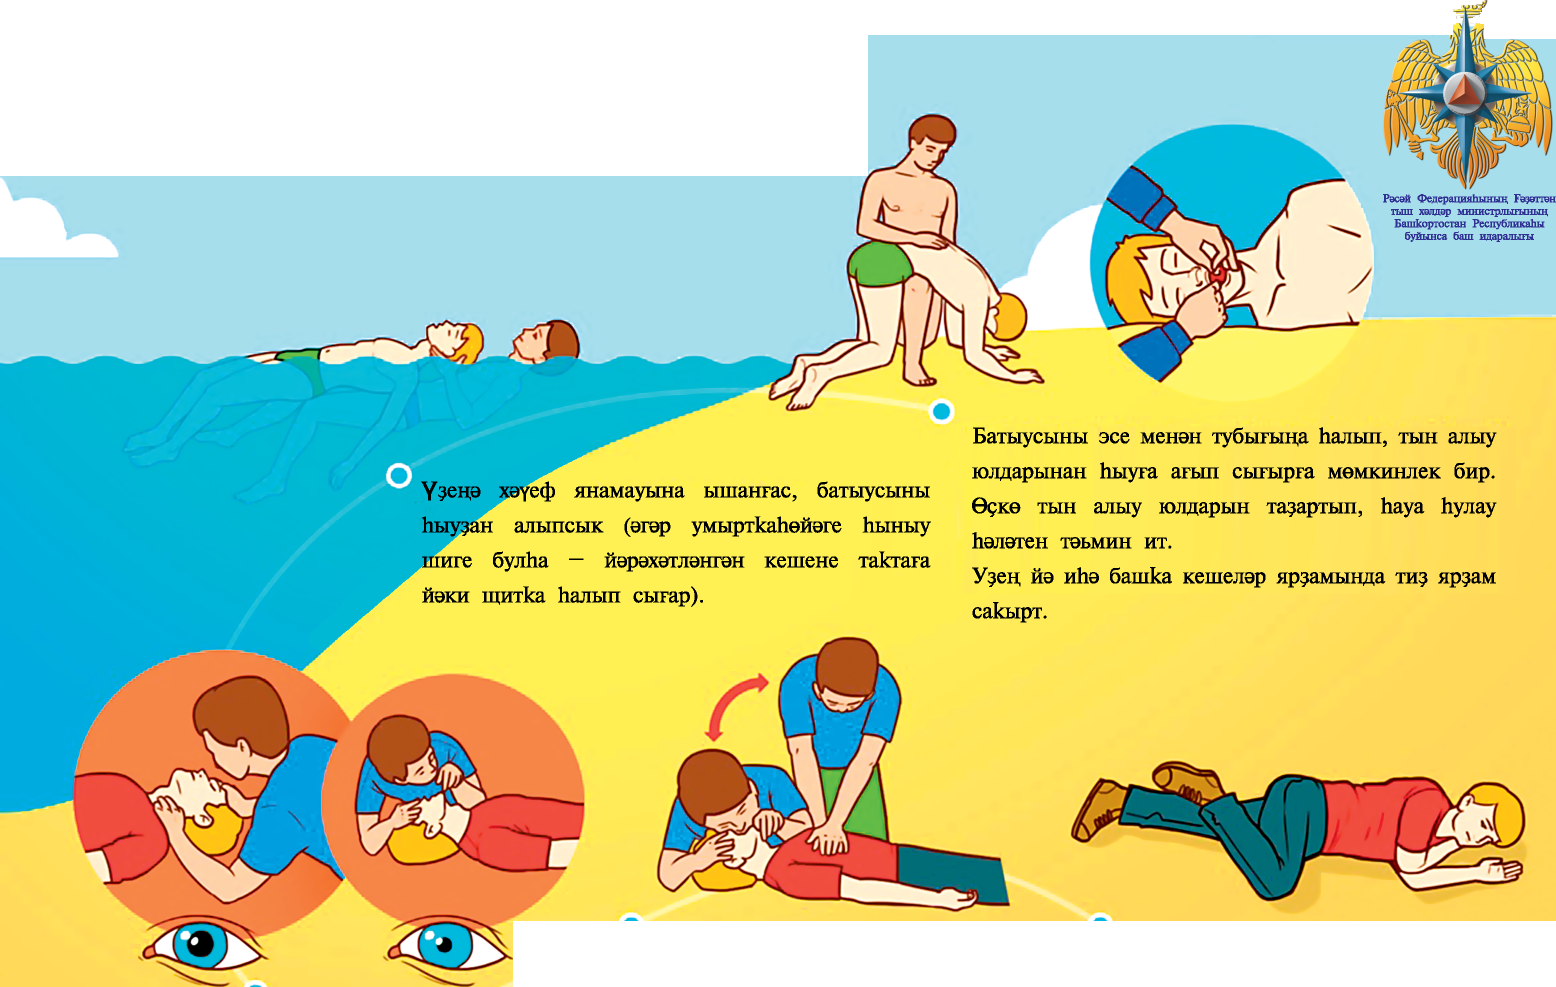 Рәсәй Федерацияһының Ғәҙәттән
тыш хәлдәр министрлығының
Башҡортостан Республикаһы
буйынса баш идаралығы
Үҙеңә хәүеф янамауына ышанғас, батыусыны
һыуҙан алыпсыҡ (әгәр умыртҡаһөйәге һыныу
шиге булһа – йәрәхәтләнгән кешене таҡтаға
йәки щитҡа һалып сығар).
Батыусыны эсе менән тубығыңа һалып, тын алыу
юлдарынан һыуға ағып сығырға мөмкинлек бир.
Өҫкө тын алыу юлдарын таҙартып, һауа һулау
һәләтен тәьмин ит.
Уҙең йә иһә башҡа кешеләр ярҙамында тиҙ ярҙам
саҡырт.